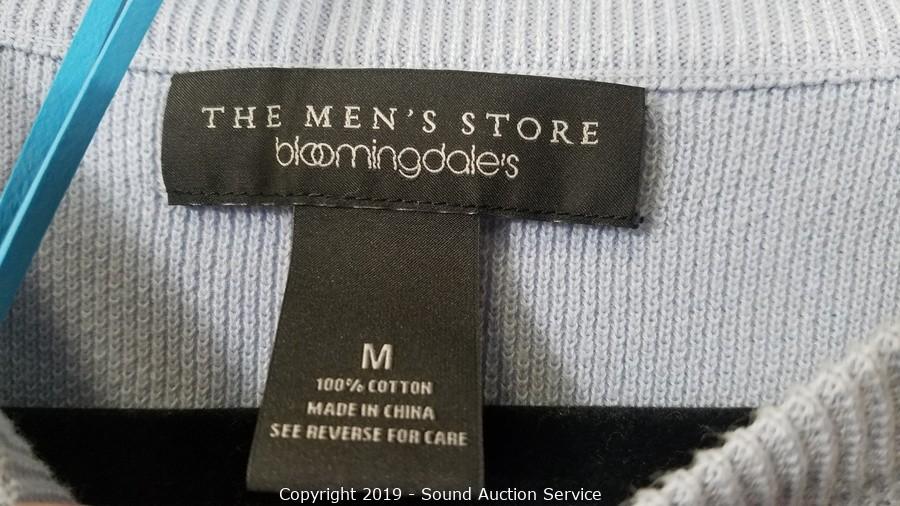 THE MEN'S STORE
bloomingdale's
M
100% COTTON
MADE IN CHINA
SEE REVERSE FOR CARE
Copyright 2019 - Sound Auction Service